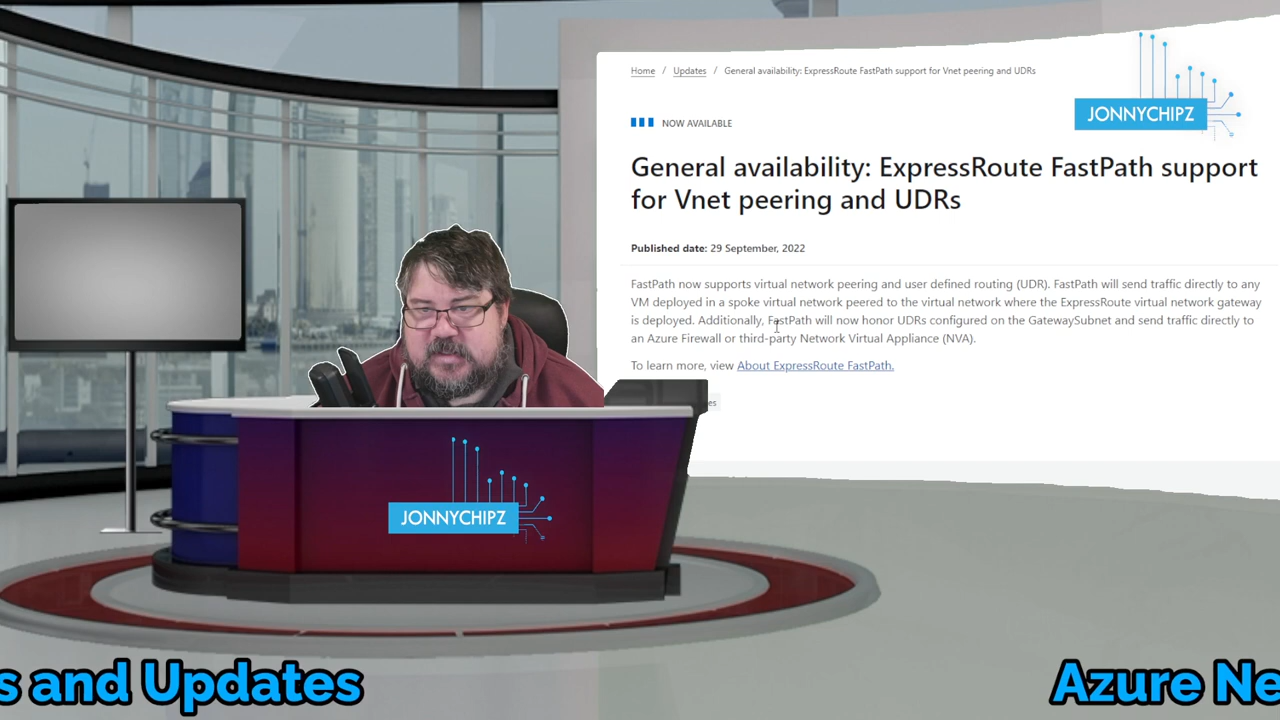 Home / Updates / General availability: ExpressRoute FastPath support for Vnet peering and UDRs
JONNYCHIPZ
NOW AVAILABLE
General availability: ExpressRoute FastPath support
for Vnet peering and UDRs
Published date: 29 September, 2022
FastPath now supports virtual network peering and user defined routing (UDR). FastPath will send traffic directly to any
VM deployed in a spoke virtual network peered to the virtual network where the ExpressRoute virtual network gateway
is deployed. Additionally, FastPath will now honor UDRs configured on the GatewaySubnet and send traffic directly to
an Azure Firewall or third-party Network Virtual Appliance (NVA).
To learn more, view About ExpressRoute FastPath.
es
JONNYCHIPZ
s and Updates
Azure Ne